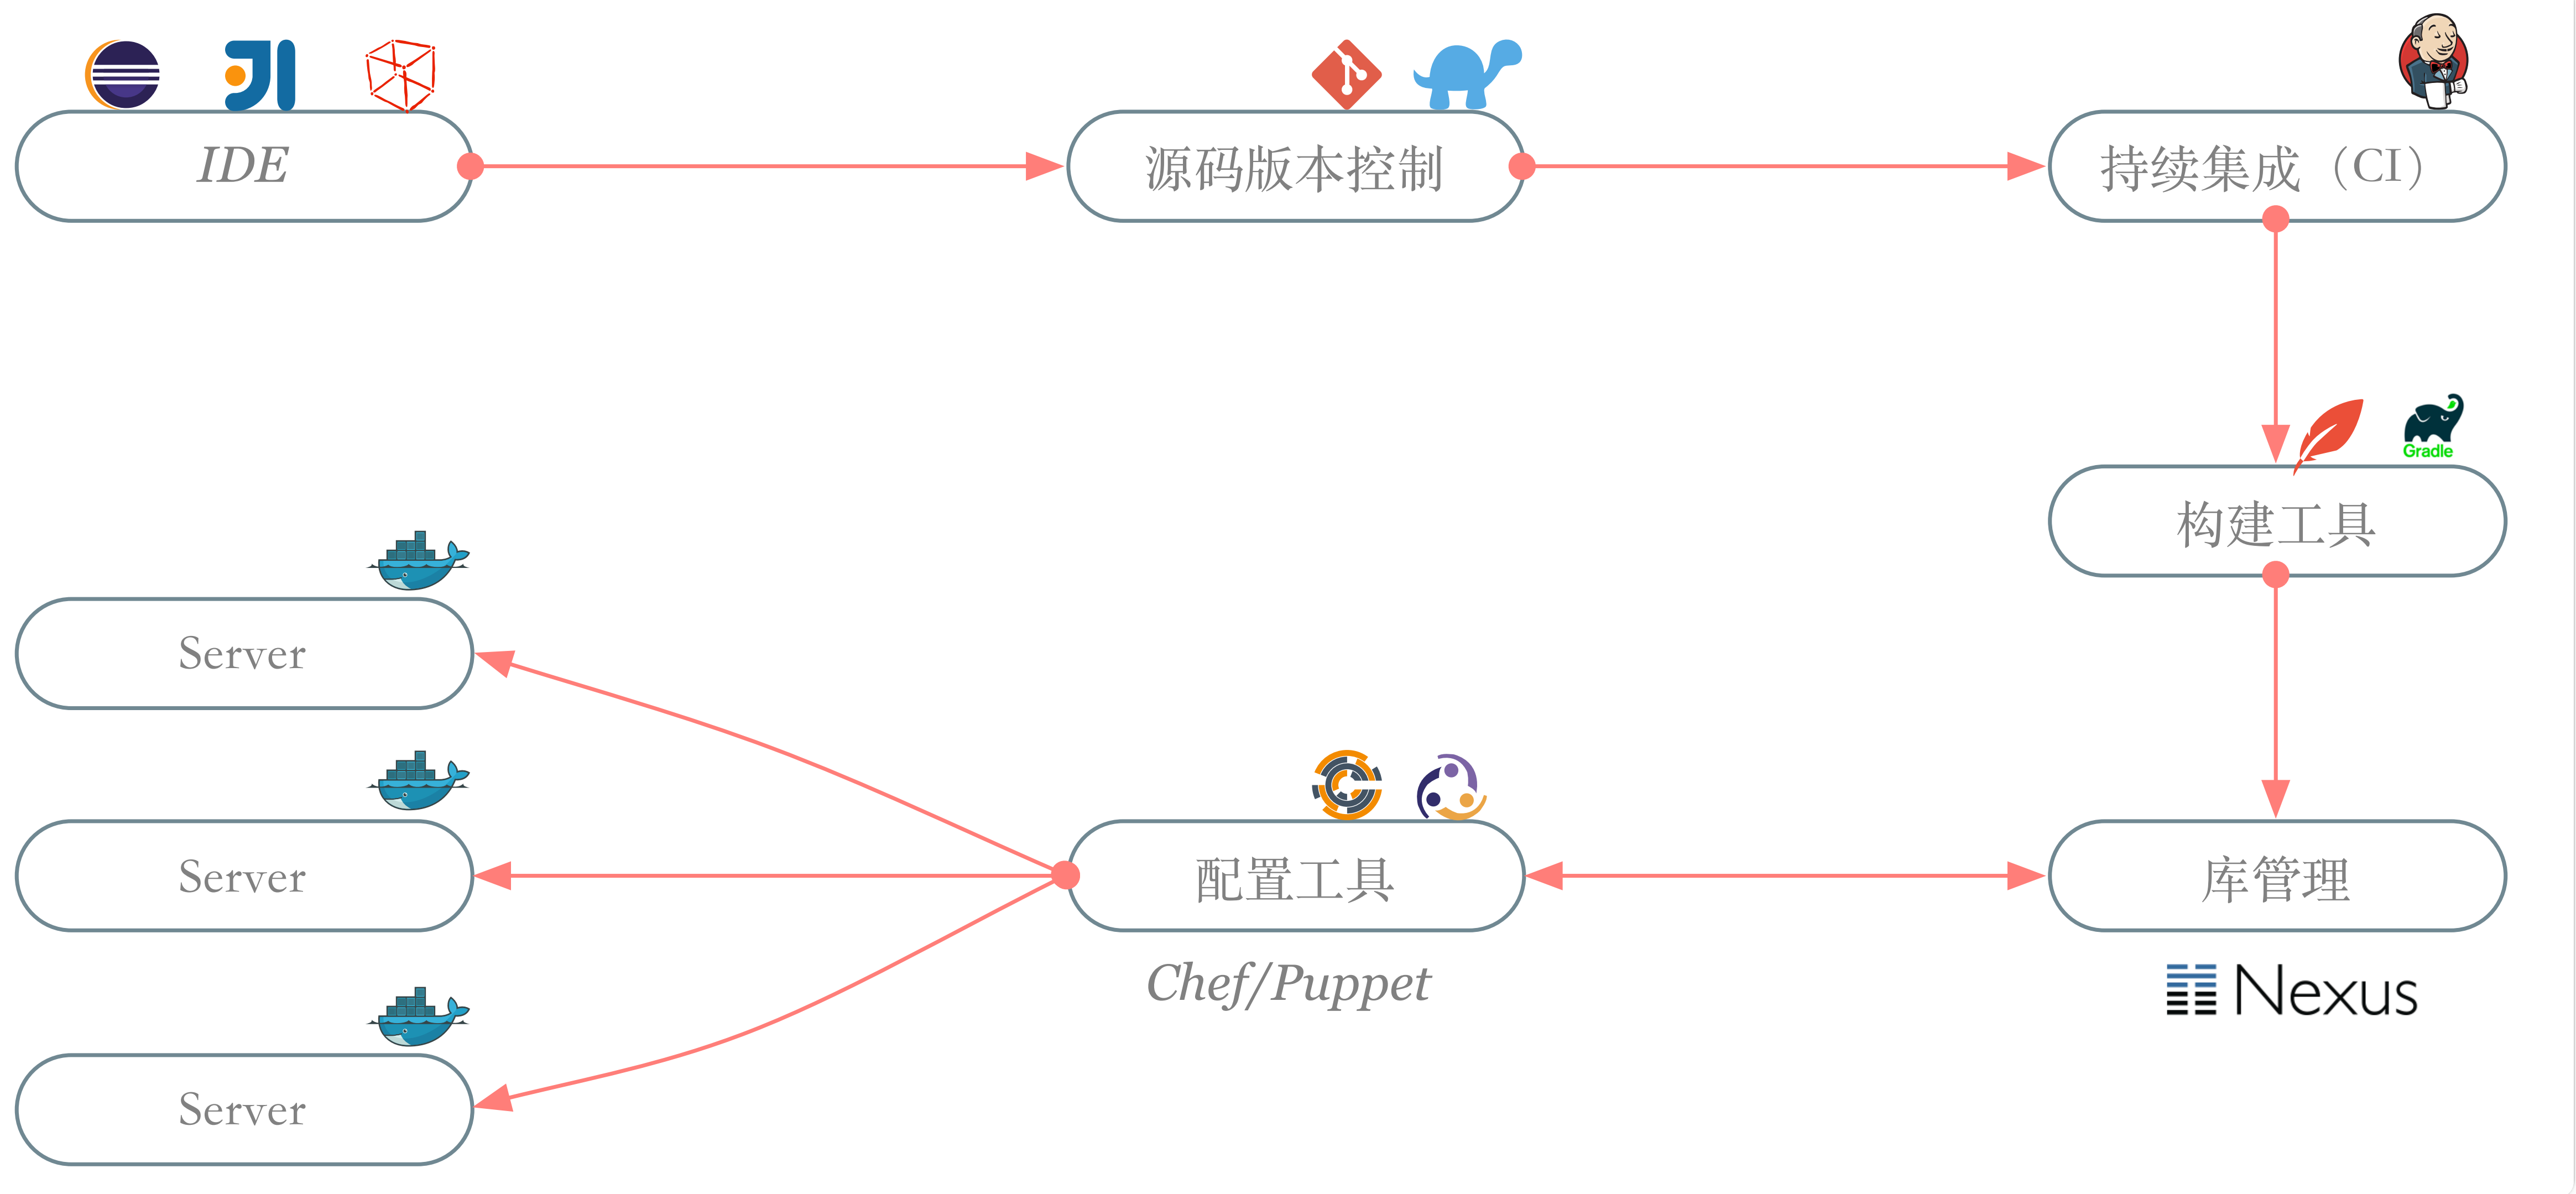 IDE
源码版本控制
持续集成（CI）
Gradle
构建工具
Server
Server
配置工具
库管理
Chef/Puppet
Nexus
Server